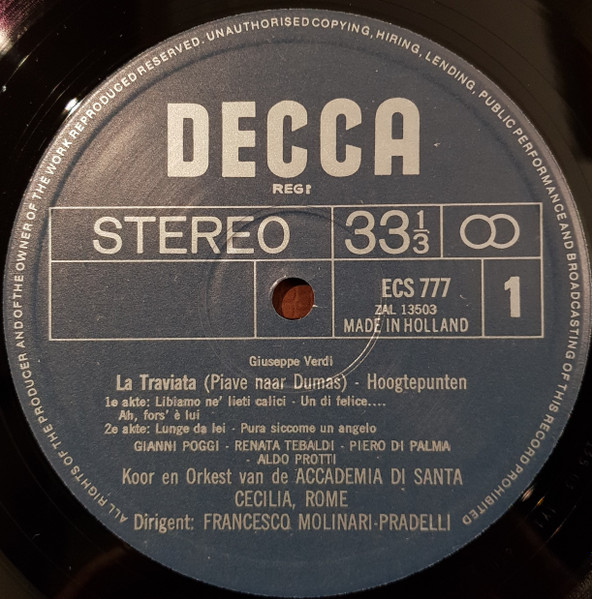 ALL RIGHTS OF THE PRODUCER AND OF THE OWNER OF THE WORK REPRODUCED RESERVED. UNAUTHORISED COPYING, HIRING, LENDING, PUBLIC PERFORMANCE AND BROADCASTING OF THIS RECORD PROHIBITED
DECCA
REGD
STEREO 33⅓
ECS 777 1
ZAL 13503
MADE IN HOLLAND
Giuseppe Verdi
La Traviata (Piave naar Dumas) - Hoogtepunten
1e akte: Libiamo ne' lieti calici - Un di felice....
Ah, fors' è lui
2e akte: Lunge da lei - Pura siccome un angelo
GIANNI POGGI - RENATA TEBALDI - PIERO DI PALMA
- ALDO PROTTI
Koor en Orkest van de ACCADEMIA DI SANTA
CECILIA, ROME
Dirigent: FRANCESCO MOLINARI-PRADELLI